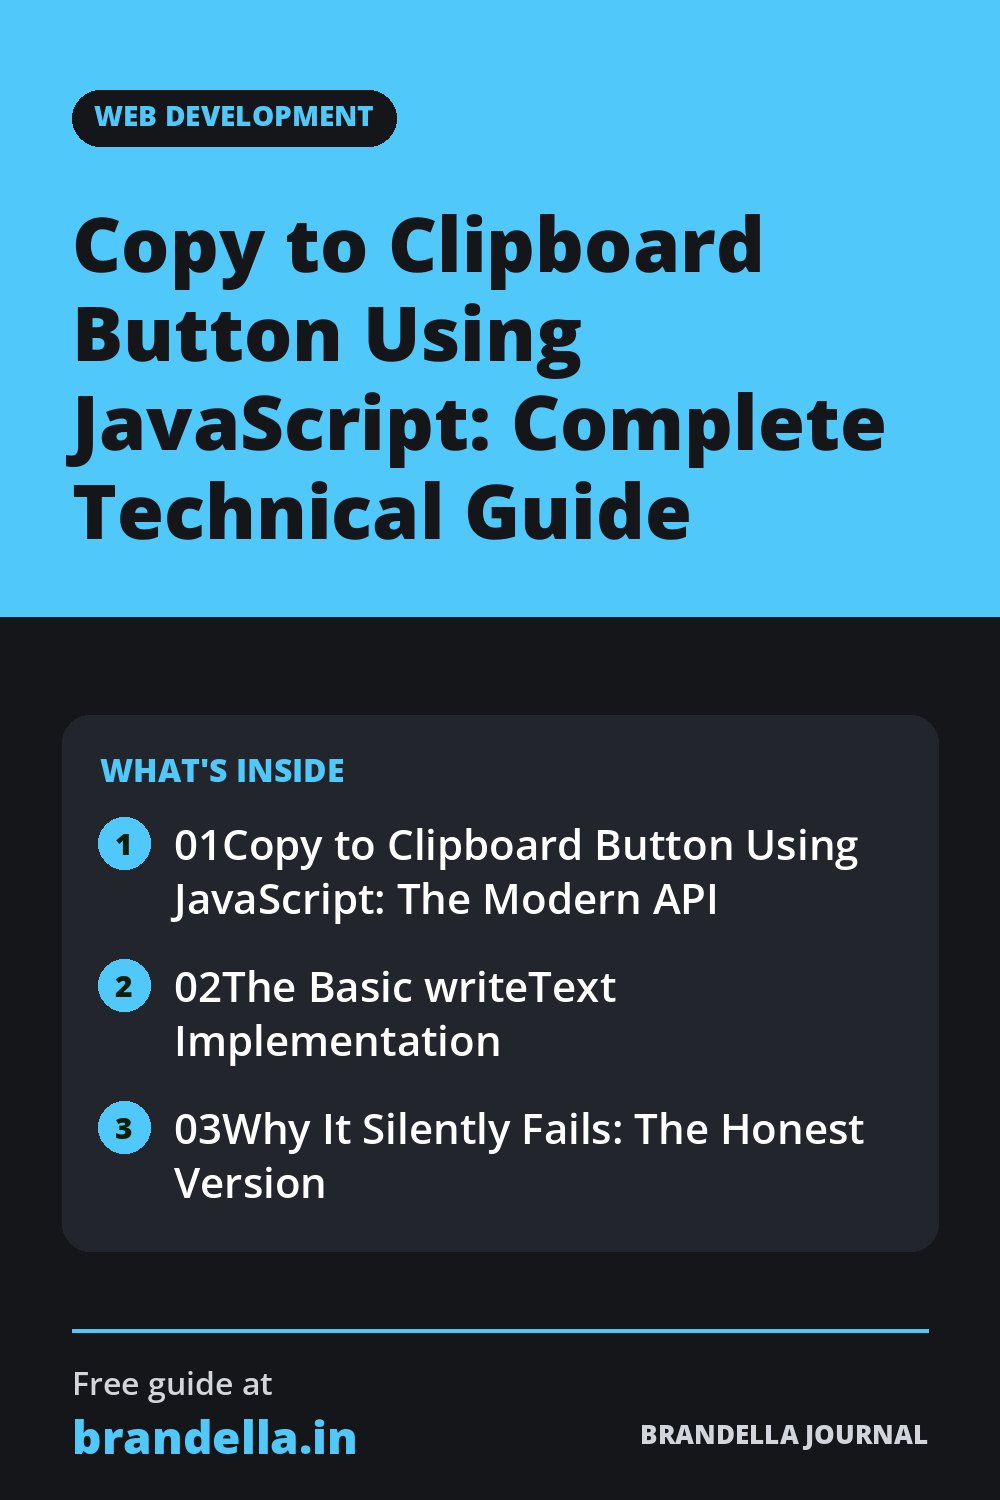 WEB DEVELOPMENT
Copy to Clipboard
Button Using
JavaScript: Complete
Technical Guide
WHAT'S INSIDE
1 01Copy to Clipboard Button Using
JavaScript: The Modern API
2 02The Basic writeText
Implementation
3 03Why It Silently Fails: The Honest
Version
Free guide at
brandella.in
BRANDELLA JOURNAL